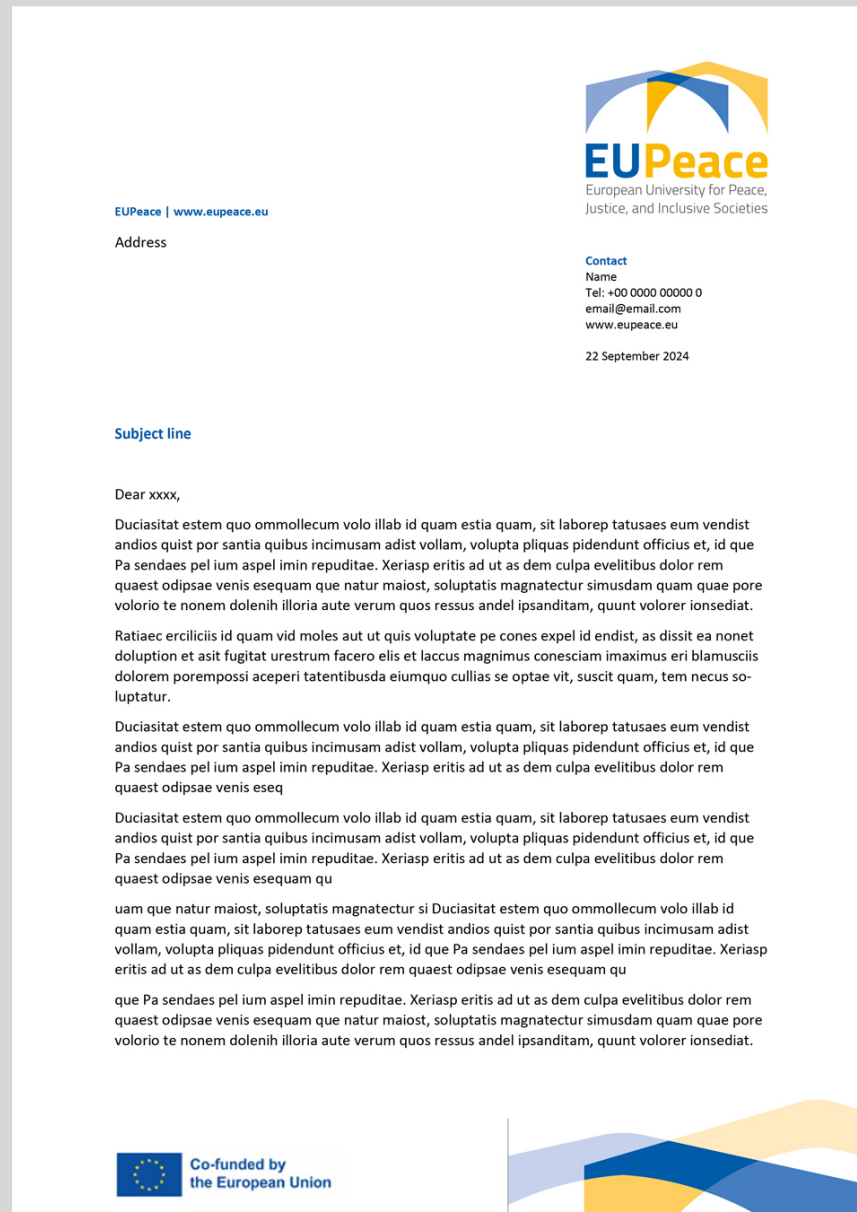 EUPeace
European University for Peace,
Justice, and Inclusive Societies
EUPeace | www.eupeace.eu
Address
Contact
Name
Tel: +00 0000 00000 0
email@email.com
www.eupeace.eu
22 September 2024
Subject line
Dear xxxx,
Duciasitat estem quo ommollecum volo illab id quam estia quam, sit laborep tatusaes eum vendist
andios quist por santia quibus incimusam adist vollam, volupta pliquas pidendunt officius et, id que
Pa sendaes pel ium aspel imin repuditae. Xeriasp eritis ad ut as dem culpa evelitibus dolor rem
quaest odipsae venis esequam que natur maiost, soluptatis magnatectur simusdam quam quae pore
volorio te nonem dolenih illoria aute verum quos ressus andel ipsanditam, quunt volorer ionsediat.
Ratiaec erciliciis id quam vid moles aut ut quis voluptate pe cones expel id endist, as dissit ea nonet
doluption et asit fugitat urestrum facero elis et laccus magnimus conesciam imaximus eri blamusciis
dolorem porempossi aceperi tatentibusda eiumquo cullias se optae vit, suscit quam, tem necus so-
luptatur.
Duciasitat estem quo ommollecum volo illab id quam estia quam, sit laborep tatusaes eum vendist
andios quist por santia quibus incimusam adist vollam, volupta pliquas pidendunt officius et, id que
Pa sendaes pel ium aspel imin repuditae. Xeriasp eritis ad ut as dem culpa evelitibus dolor rem
quaest odipsae venis eseq
Duciasitat estem quo ommollecum volo illab id quam estia quam, sit laborep tatusaes eum vendist
andios quist por santia quibus incimusam adist vollam, volupta pliquas pidendunt officius et, id que
Pa sendaes pel ium aspel imin repuditae. Xeriasp eritis ad ut as dem culpa evelitibus dolor rem
quaest odipsae venis esequam qu
uam que natur maiost, soluptatis magnatectur si Duciasitat estem quo ommollecum volo illab id
quam estia quam, sit laborep tatusaes eum vendist andios quist por santia quibus incimusam adist
vollam, volupta pliquas pidendunt officius et, id que Pa sendaes pel ium aspel imin repuditae. Xeriasp
eritis ad ut as dem culpa evelitibus dolor rem quaest odipsae venis esequam qu
que Pa sendaes pel ium aspel imin repuditae. Xeriasp eritis ad ut as dem culpa evelitibus dolor rem
quaest odipsae venis esequam que natur maiost, soluptatis magnatectur simusdam quam quae pore
volorio te nonem dolenih illoria aute verum quos ressus andel ipsanditam, quunt volorer ionsediat.
Co-funded by
the European Union